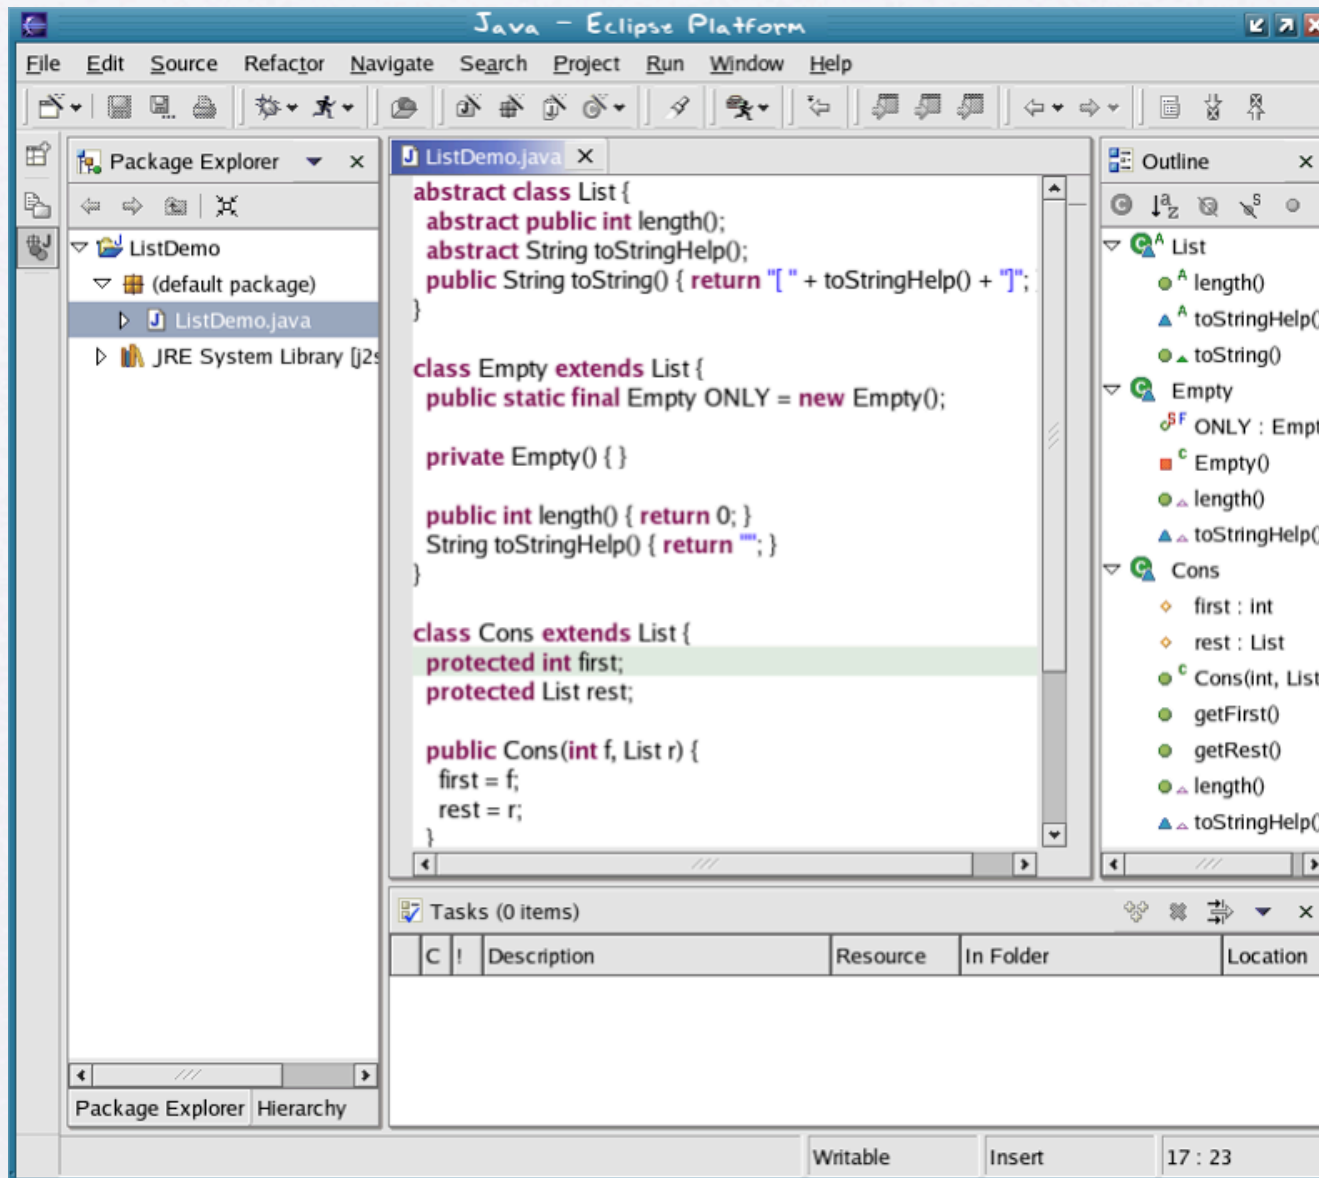 Java - Eclipse Platform
File Edit Source Refactor Navigate Search Project Run Window Help
Package Explorer
ListDemo
(default package)
ListDemo.java
JRE System Library [j2s
Package Explorer Hierarchy
ListDemo.java
abstract class List {
abstract public int length();
abstract String toStringHelp();
public String toString() { return "[ " + toStringHelp() + "]";
}
class Empty extends List {
public static final Empty ONLY = new Empty();
private Empty() { }
public int length() { return 0; }
String toStringHelp() { return ""; }
}
class Cons extends List {
protected int first;
protected List rest;
public Cons(int f, List r) {
first = f;
rest = r;
}
Outline
List
length()
toStringHelp()
toString()
Empty
ONLY : Empt
Empty()
length()
toStringHelp()
Cons
first : int
rest : List
Cons(int, List
getFirst()
getRest()
length()
toStringHelp()
Tasks (0 items)
C ! Description Resource In Folder Location
Writable Insert 17 : 23